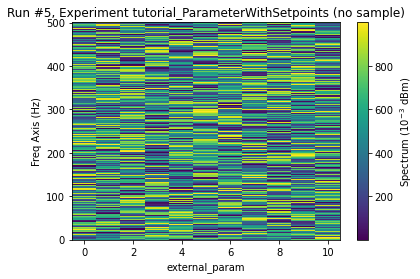 Run #5, Experiment tutorial_ParameterWithSetpoints (no sample)
500
400
300
200
100
0
Freq Axis (Hz)
0 2 4 6 8 10
external_param
800
600
400
200
Spectrum (10⁻³ dBm)